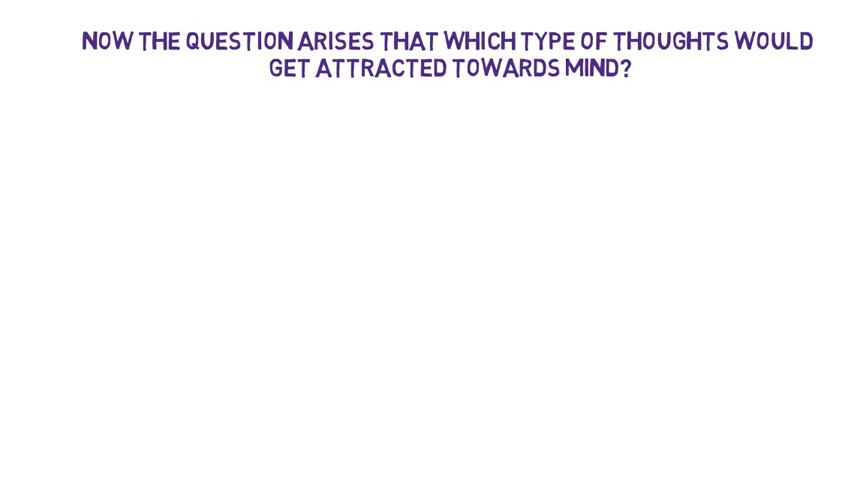 NOW THE QUESTION ARISES THAT WHICH TYPE OF THOUGHTS WOULD
GET ATTRACTED TOWARDS MIND?